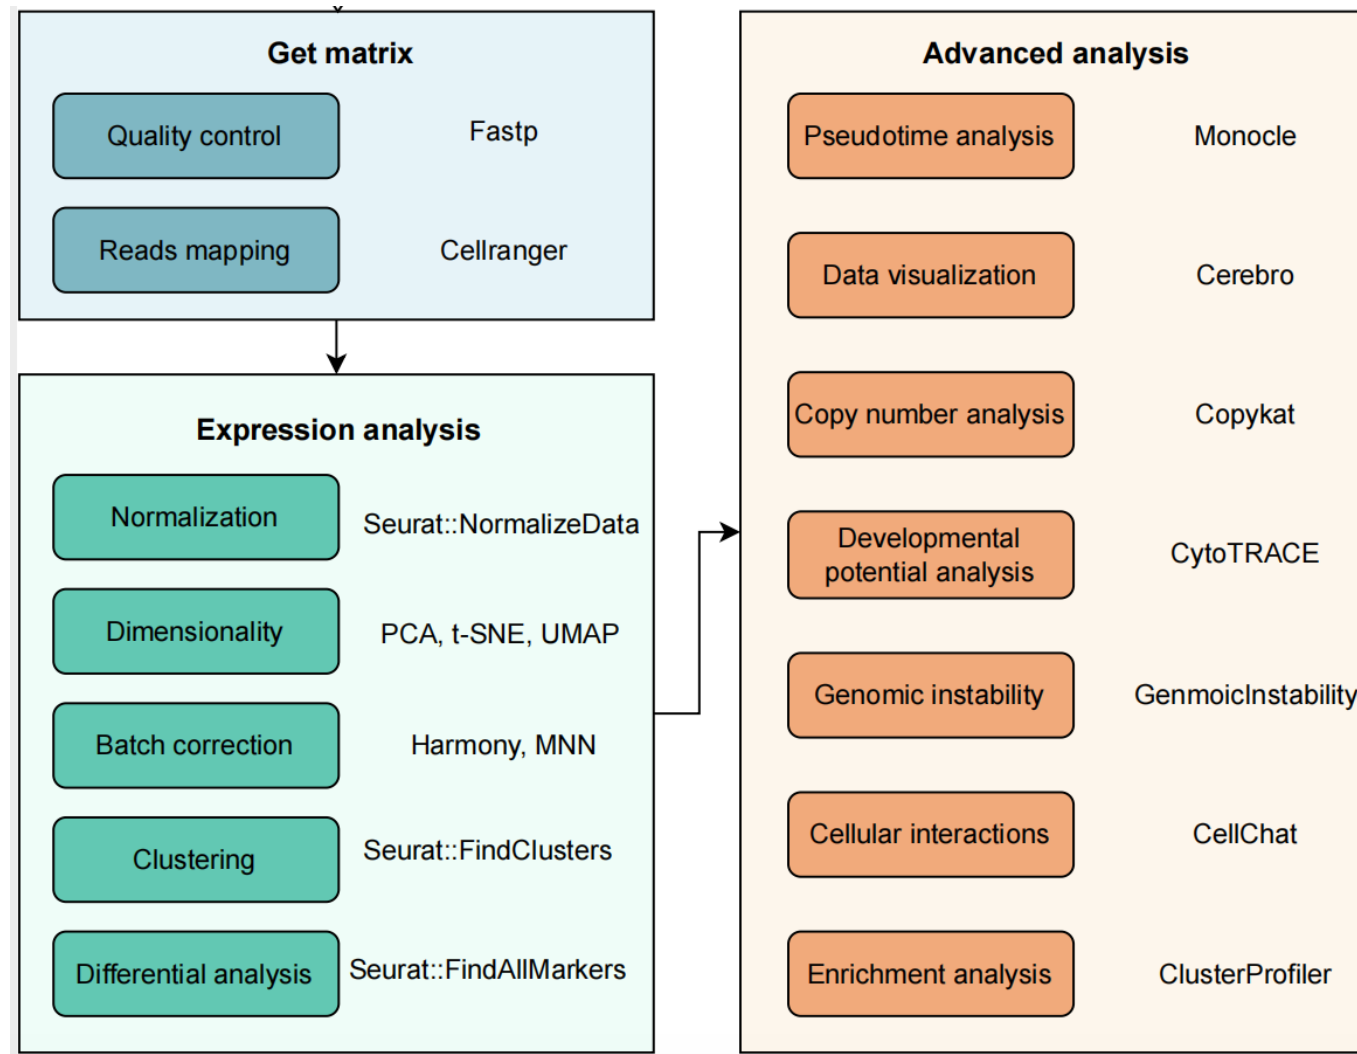 Get matrix
Quality control
Fastp
Reads mapping
Cellranger
Expression analysis
Normalization
Seurat::NormalizeData
Dimensionality
PCA, t-SNE, UMAP
Batch correction
Harmony, MNN
Clustering
Seurat::FindClusters
Differential analysis
Seurat::FindAllMarkers
Advanced analysis
Pseudotime analysis
Monocle
Data visualization
Cerebro
Copy number analysis
Copykat
Developmental
potential analysis
CytoTRACE
Genomic instability
GenmoicInstability
Cellular interactions
CellChat
Enrichment analysis
ClusterProfiler